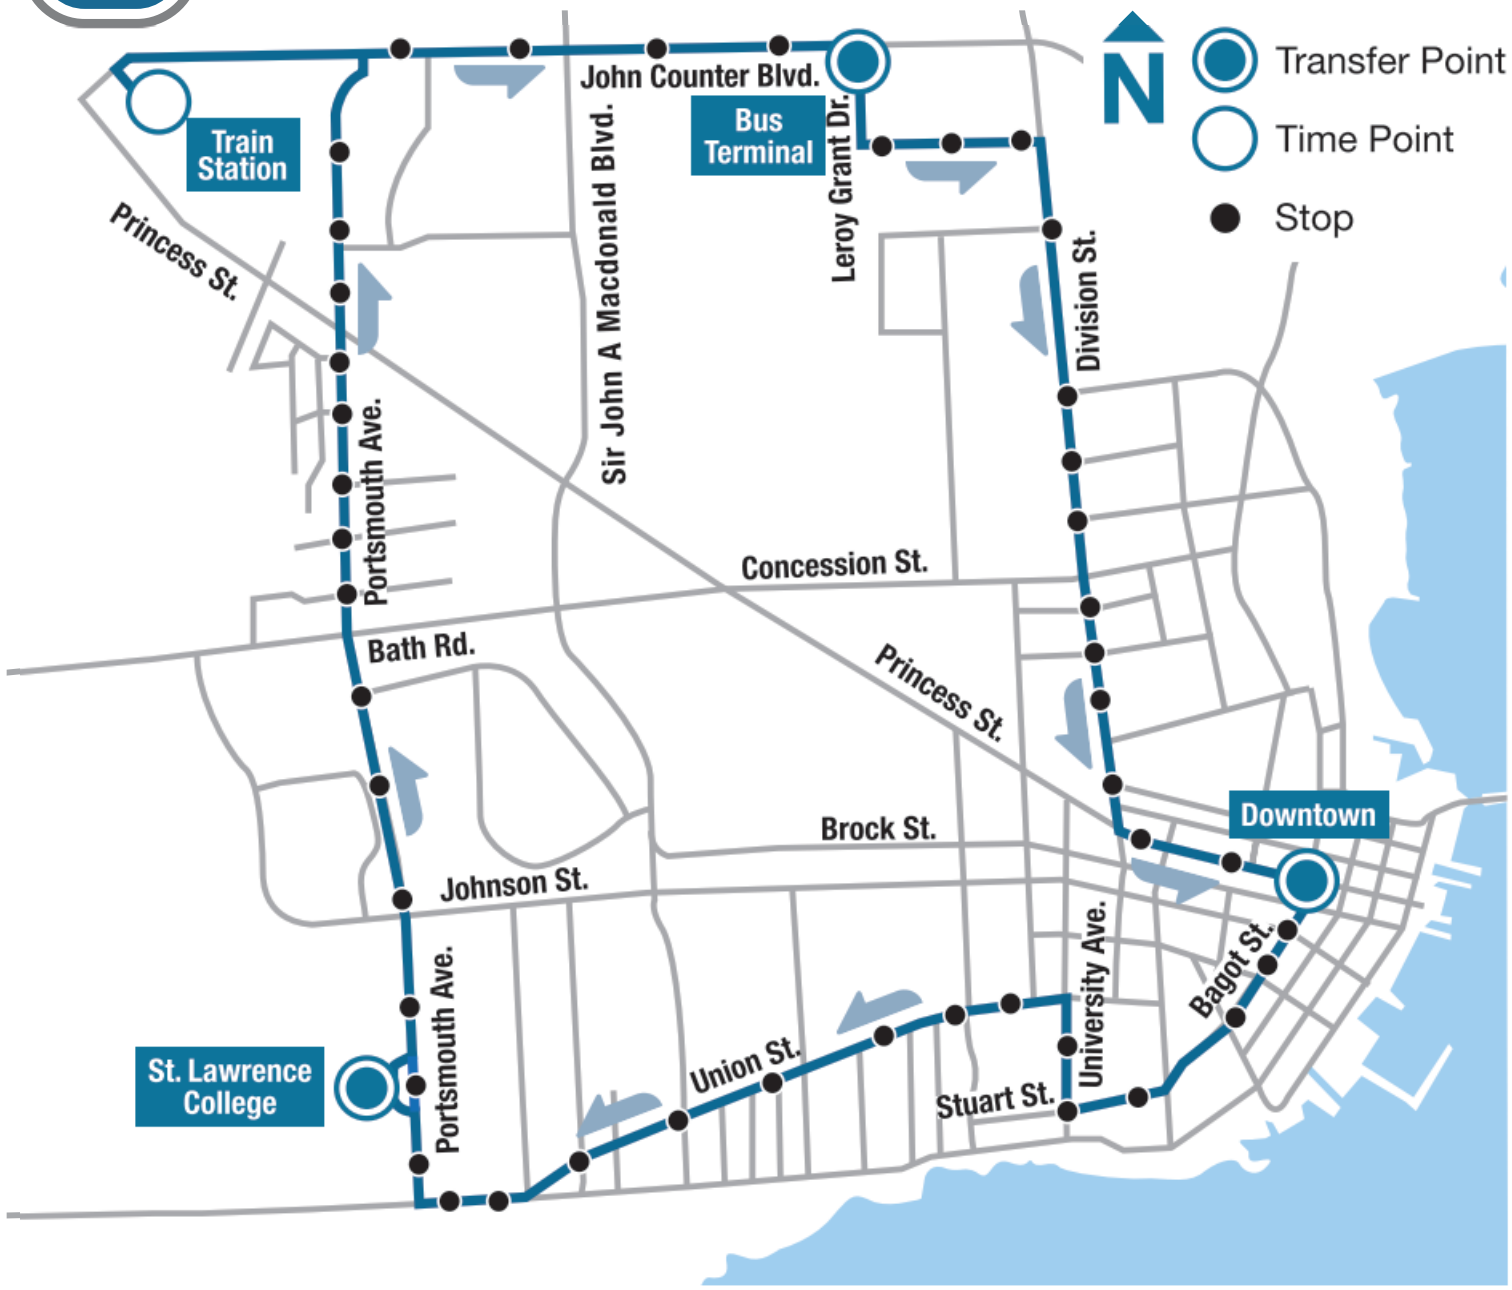 John Counter Blvd.
N
Transfer Point
Time Point
Stop
Train
Station
Bus
Terminal
Leroy Grant Dr.
Sir John A Macdonald Blvd.
Princess St.
Division St.
Portsmouth Ave.
Concession St.
Bath Rd.
Princess St.
Downtown
Brock St.
Johnson St.
University Ave.
Bagot St.
Portsmouth Ave.
St. Lawrence
College
Union St.
Stuart St.